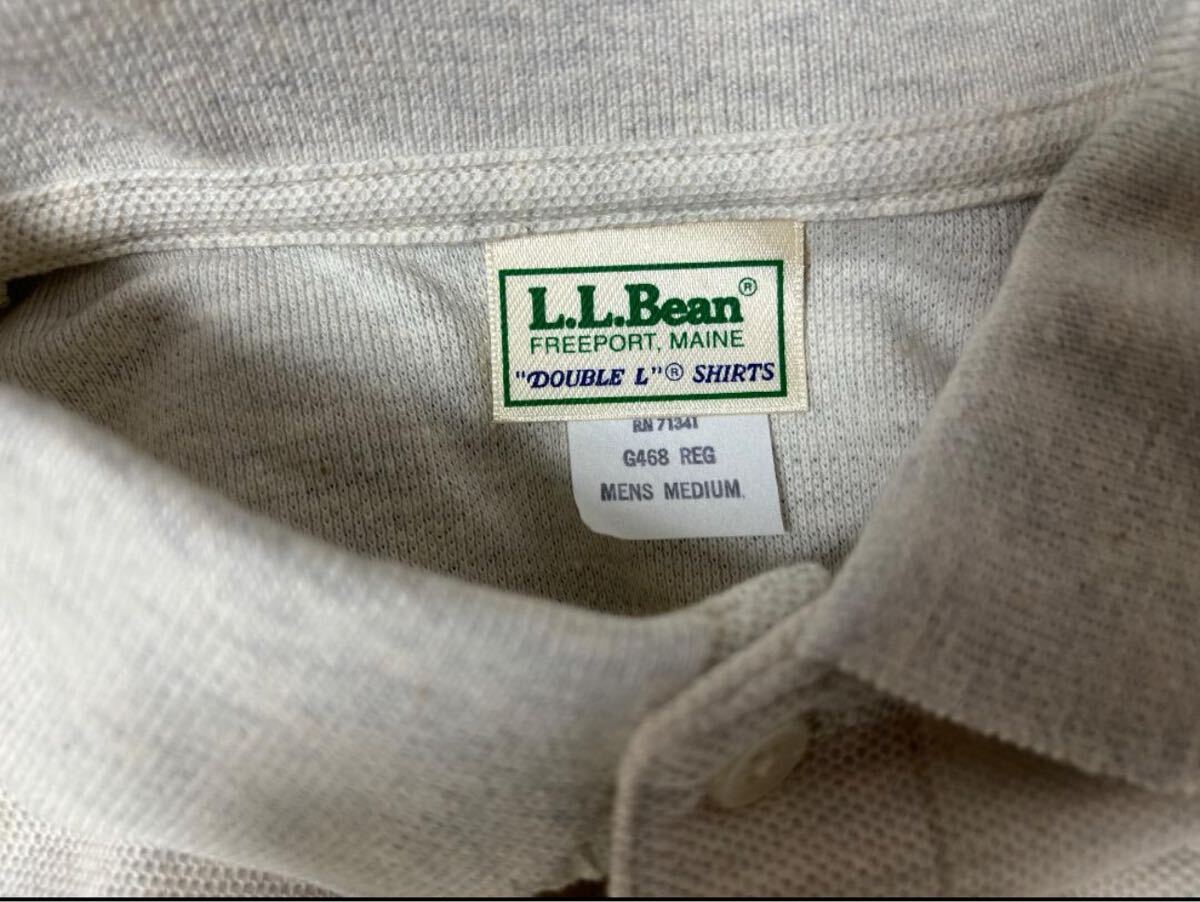 L.L.Bean®
FREEPORT, MAINE
"DOUBLE L"® SHIRTS
RN 71341
G468 REG
MENS MEDIUM